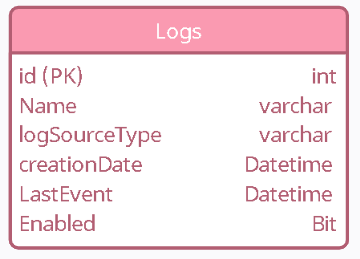 Logs
id (PK) int
Name varchar
logSourceType varchar
creationDate Datetime
LastEvent Datetime
Enabled Bit